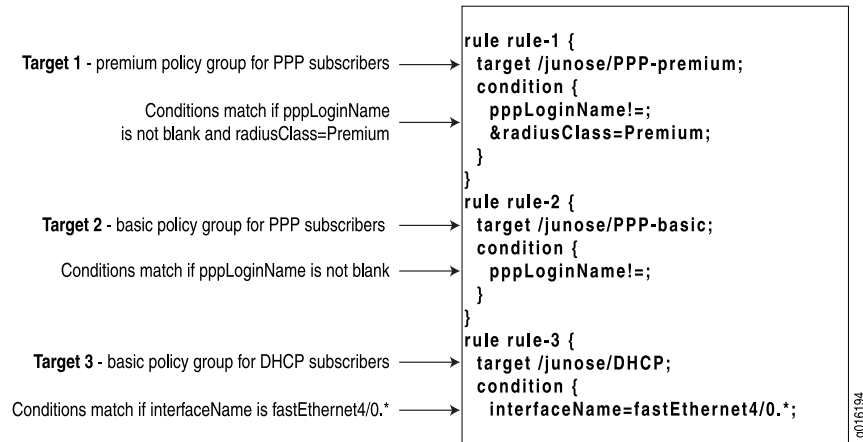 rule rule-1 {
Target 1 - premium policy group for PPP subscribers
target /junose/PPP-premium;
condition {
Conditions match if pppLoginName
is not blank and radiusClass=Premium
pppLoginName!=;
&radiusClass=Premium;
}
}
rule rule-2 {
Target 2 - basic policy group for PPP subscribers
target /junose/PPP-basic;
condition {
Conditions match if pppLoginName is not blank
pppLoginName!=;
}
}
rule rule-3 {
Target 3 - basic policy group for DHCP subscribers
target /junose/DHCP;
condition {
Conditions match if interfaceName is fastEthernet4/0.*
interfaceName=fastEthernet4/0.*;
g016194